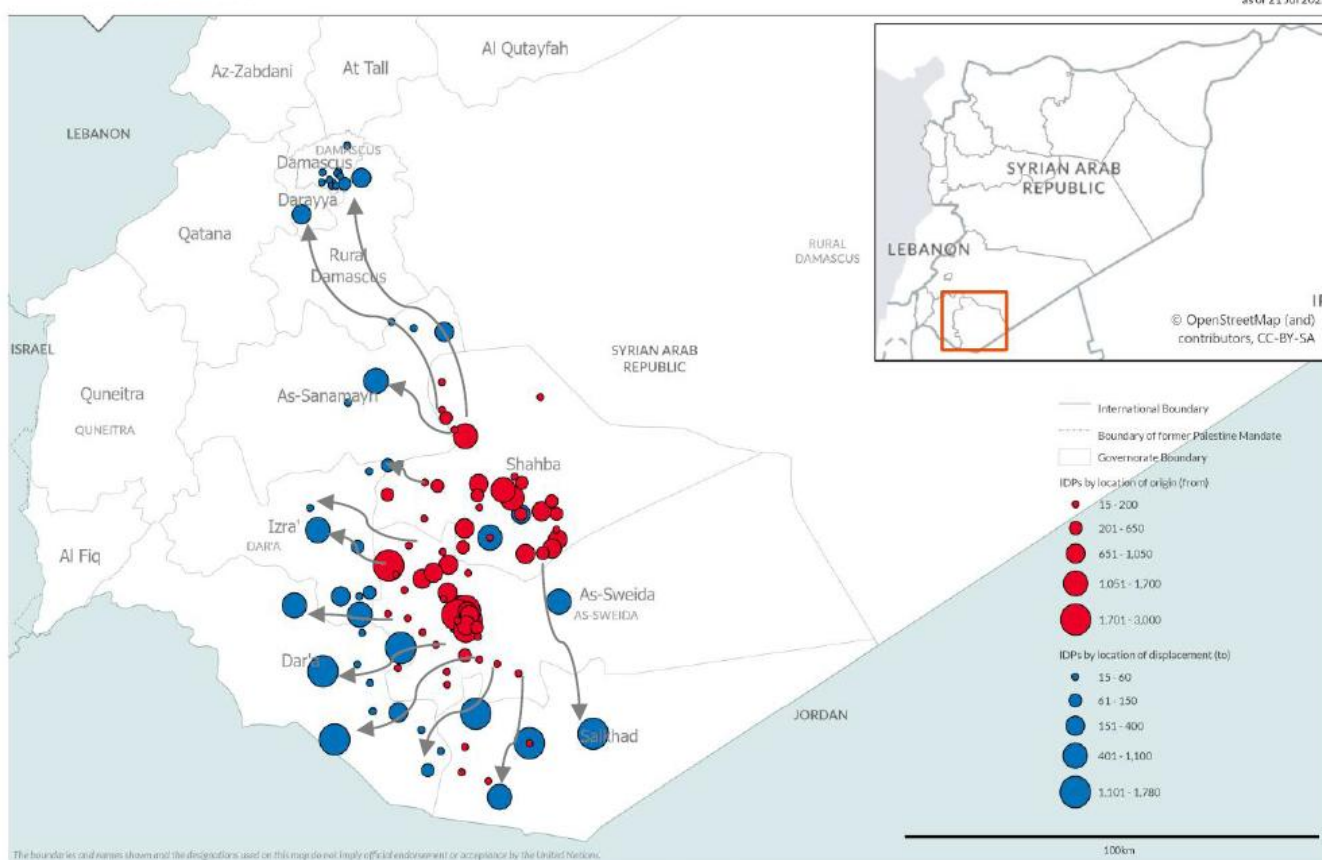 Al Qutayfah
At Tall
Az-Zabdani
LEBANON
DAMASCUS
Damascus
Darayya
Qatana
Rural
Damascus
RURAL
DAMASCUS
ISRAEL
SYRIAN ARAB
REPUBLIC
Quneitra
QUNEITRA
As-Sanamayn
Shahba
Izra'
DAR'A
Al Fiq
As-Sweida
AS-SWEIDA
Dar'a
Salkhad
JORDAN
SYRIAN ARAB
REPUBLIC
LEBANON
© OpenStreetMap (and)
contributors, CC-BY-SA
International Boundary
Boundary of former Palestine Mandate
Governorate Boundary
IDPs by location of origin (from)
15 - 200
201 - 650
651 - 1,050
1,051 - 1,700
1,701 - 3,000
IDPs by location of displacement (to)
15 - 60
61 - 150
151 - 400
401 - 1,100
1,101 - 1,780
100km
The boundaries and names shown and the designations used on this map do not imply official endorsement or acceptance by the United Nations.